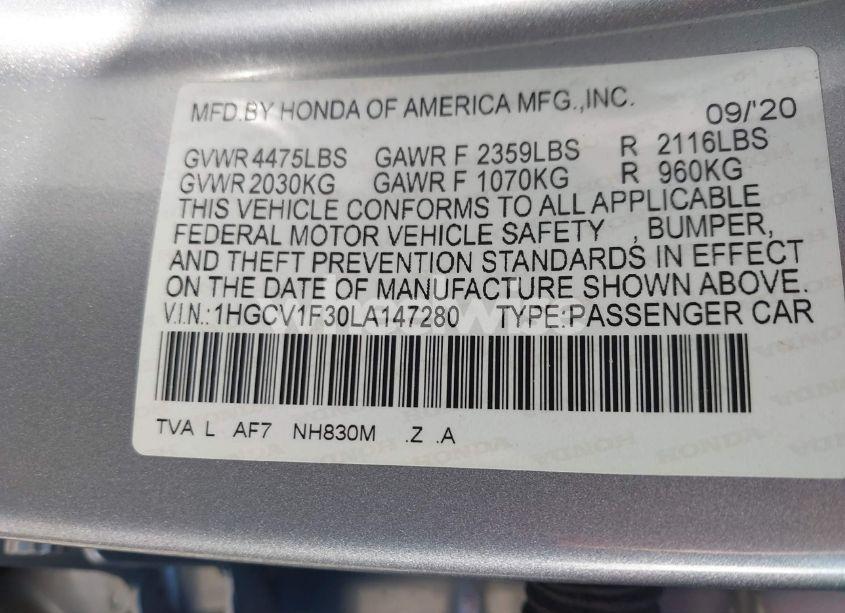 MFD.BY HONDA OF AMERICA MFG.,INC. 09/'20
GVWR 4475LBS GAWR F 2359LBS R 2116LBS
GVWR 2030KG GAWR F 1070KG R 960KG
THIS VEHICLE CONFORMS TO ALL APPLICABLE
FEDERAL MOTOR VEHICLE SAFETY , BUMPER,
AND THEFT PREVENTION STANDARDS IN EFFECT
ON THE DATE OF MANUFACTURE SHOWN ABOVE.
V.I.N.:1HGCV1F30LA147280 TYPE:PASSENGER CAR
TVA L AF7 NH830M .Z .A